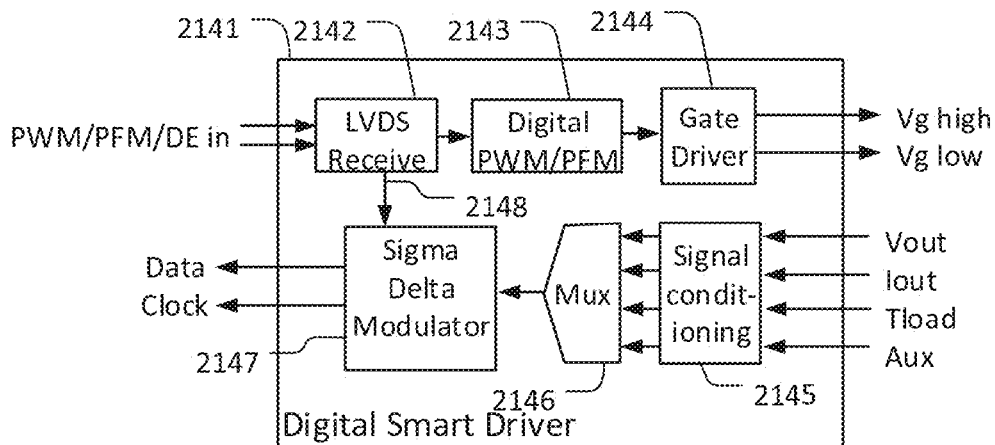 2141
2142
2143
2144
PWM/PFM/DE in
LVDS
Receive
Digital
PWM/PFM
Gate
Driver
Vg high
Vg low
2148
Data
Clock
Sigma
Delta
Modulator
Mux
Signal
condit-
ioning
Vout
Iout
Tload
Aux
2147
2146
2145
Digital Smart Driver